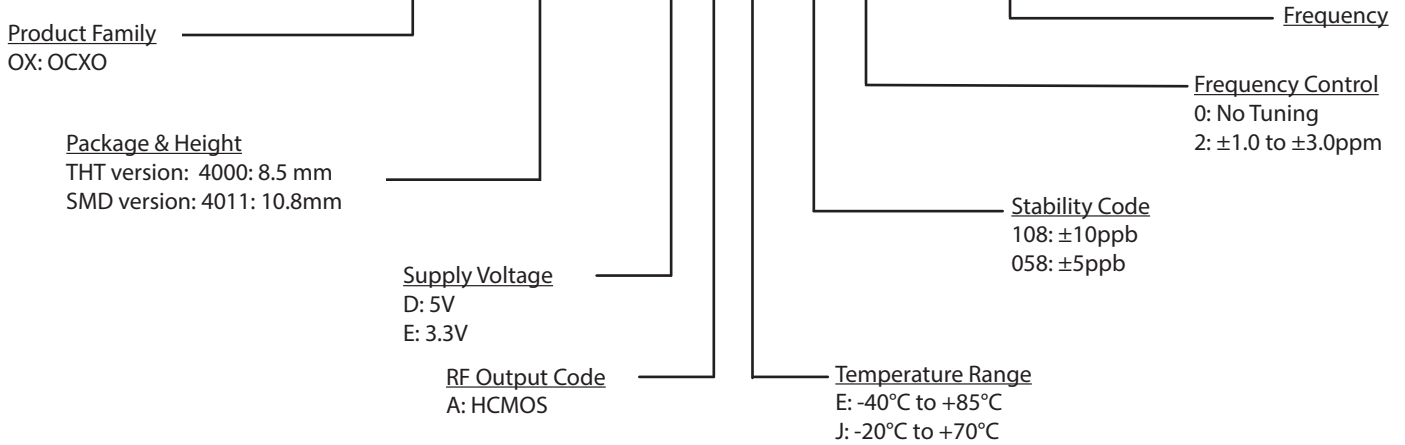 Frequency
Product Family
OX: OCXO
Frequency Control
0: No Tuning
2: ±1.0 to ±3.0ppm
Package & Height
THT version:  4000: 8.5 mm
SMD version: 4011: 10.8mm
Stability Code
108: ±10ppb
058: ±5ppb
Supply Voltage
D: 5V
E: 3.3V
RF Output Code
A: HCMOS
Temperature Range
E: -40°C to +85°C
J: -20°C to +70°C